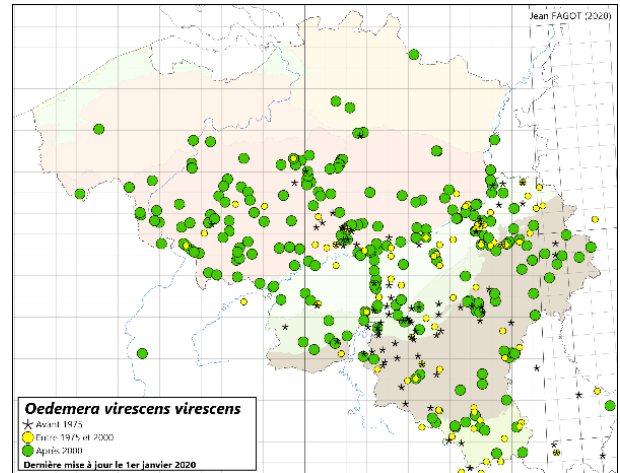 Jean FAGOT (2020)
Oedemera virescens virescens
Avant 1975
Entre 1975 et 2000
Après 2000
Dernière mise à jour le 1er janvier 2020